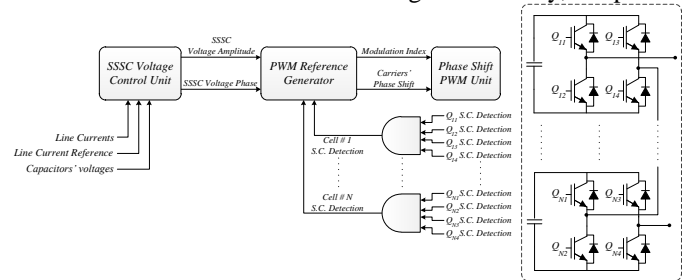 SSSC Voltage
Control Unit
SSSC
Voltage Amplitude
SSSC Voltage Phase
PWM Reference
Generator
Modulation Index
Carriers'
Phase Shift
Phase Shift
PWM Unit
Line Currents
Line Current Reference
Capacitors' voltages
Cell # 1
S.C. Detection
Q11 S.C. Detection
Q12 S.C. Detection
Q13 S.C. Detection
Q14 S.C. Detection
Cell # N
S.C. Detection
QN1 S.C. Detection
QN2 S.C. Detection
QN3 S.C. Detection
QN4 S.C. Detection
Q11
Q13
Q12
Q14
QN1
QN3
QN2
QN4